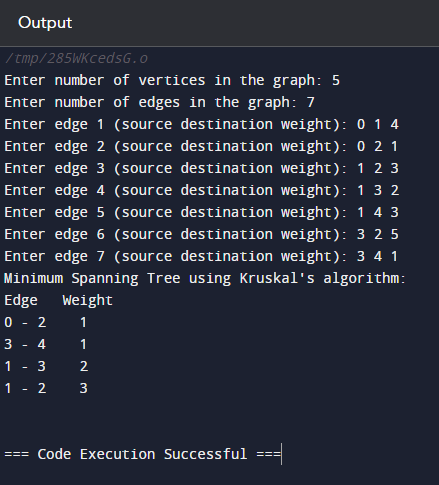 Output
/tmp/285WKcedsG.o
Enter number of vertices in the graph: 5
Enter number of edges in the graph: 7
Enter edge 1 (source destination weight): 0 1 4
Enter edge 2 (source destination weight): 0 2 1
Enter edge 3 (source destination weight): 1 2 3
Enter edge 4 (source destination weight): 1 3 2
Enter edge 5 (source destination weight): 1 4 3
Enter edge 6 (source destination weight): 3 2 5
Enter edge 7 (source destination weight): 3 4 1
Minimum Spanning Tree using Kruskal's algorithm:
Edge   Weight
0 - 2    1
3 - 4    1
1 - 3    2
1 - 2    3
=== Code Execution Successful ===